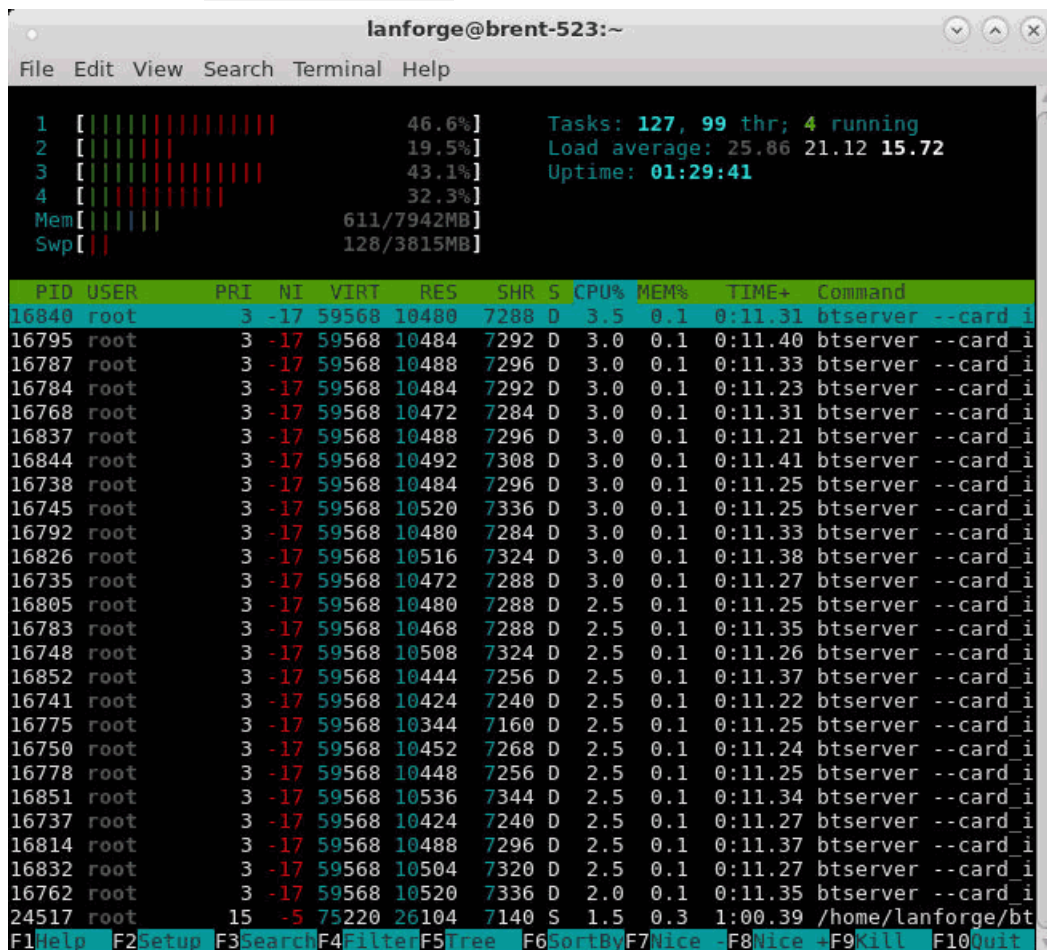 lanforge@brent-523:~
File Edit View Search Terminal Help
1 [||||||||||||||||| 46.6%] Tasks: 127, 99 thr; 4 running
2 [|||||||| 19.5%] Load average: 25.86 21.12 15.72
3 [|||||||||||||||| 43.1%] Uptime: 01:29:41
4 [|||||||||||| 32.3%]
Mem[||||||| 611/7942MB]
Swp[|| 128/3815MB]
PID USER PRI NI VIRT RES SHR S CPU% MEM% TIME+ Command
16840 root 3 -17 59568 10480 7288 D 3.5 0.1 0:11.31 btserver --card_i
16795 root 3 -17 59568 10484 7292 D 3.0 0.1 0:11.40 btserver --card_i
16787 root 3 -17 59568 10488 7296 D 3.0 0.1 0:11.33 btserver --card_i
16784 root 3 -17 59568 10484 7292 D 3.0 0.1 0:11.23 btserver --card_i
16768 root 3 -17 59568 10472 7284 D 3.0 0.1 0:11.31 btserver --card_i
16837 root 3 -17 59568 10488 7296 D 3.0 0.1 0:11.21 btserver --card_i
16844 root 3 -17 59568 10492 7308 D 3.0 0.1 0:11.41 btserver --card_i
16738 root 3 -17 59568 10484 7296 D 3.0 0.1 0:11.25 btserver --card_i
16745 root 3 -17 59568 10520 7336 D 3.0 0.1 0:11.25 btserver --card_i
16792 root 3 -17 59568 10480 7284 D 3.0 0.1 0:11.33 btserver --card_i
16826 root 3 -17 59568 10516 7324 D 3.0 0.1 0:11.38 btserver --card_i
16735 root 3 -17 59568 10472 7288 D 3.0 0.1 0:11.27 btserver --card_i
16805 root 3 -17 59568 10480 7288 D 2.5 0.1 0:11.25 btserver --card_i
16783 root 3 -17 59568 10468 7288 D 2.5 0.1 0:11.35 btserver --card_i
16748 root 3 -17 59568 10508 7324 D 2.5 0.1 0:11.26 btserver --card_i
16852 root 3 -17 59568 10444 7256 D 2.5 0.1 0:11.37 btserver --card_i
16741 root 3 -17 59568 10424 7240 D 2.5 0.1 0:11.22 btserver --card_i
16775 root 3 -17 59568 10344 7160 D 2.5 0.1 0:11.25 btserver --card_i
16750 root 3 -17 59568 10452 7268 D 2.5 0.1 0:11.24 btserver --card_i
16778 root 3 -17 59568 10448 7256 D 2.5 0.1 0:11.25 btserver --card_i
16851 root 3 -17 59568 10536 7344 D 2.5 0.1 0:11.34 btserver --card_i
16737 root 3 -17 59568 10424 7240 D 2.5 0.1 0:11.27 btserver --card_i
16814 root 3 -17 59568 10488 7296 D 2.5 0.1 0:11.37 btserver --card_i
16832 root 3 -17 59568 10504 7320 D 2.5 0.1 0:11.27 btserver --card_i
16762 root 3 -17 59568 10520 7336 D 2.0 0.1 0:11.35 btserver --card_i
24517 root 15 -5 75220 26104 7140 S 1.5 0.3 1:00.39 /home/lanforge/bt
F1Help F2Setup F3SearchF4FilterF5Tree F6SortByF7Nice -F8Nice +F9Kill F10Quit